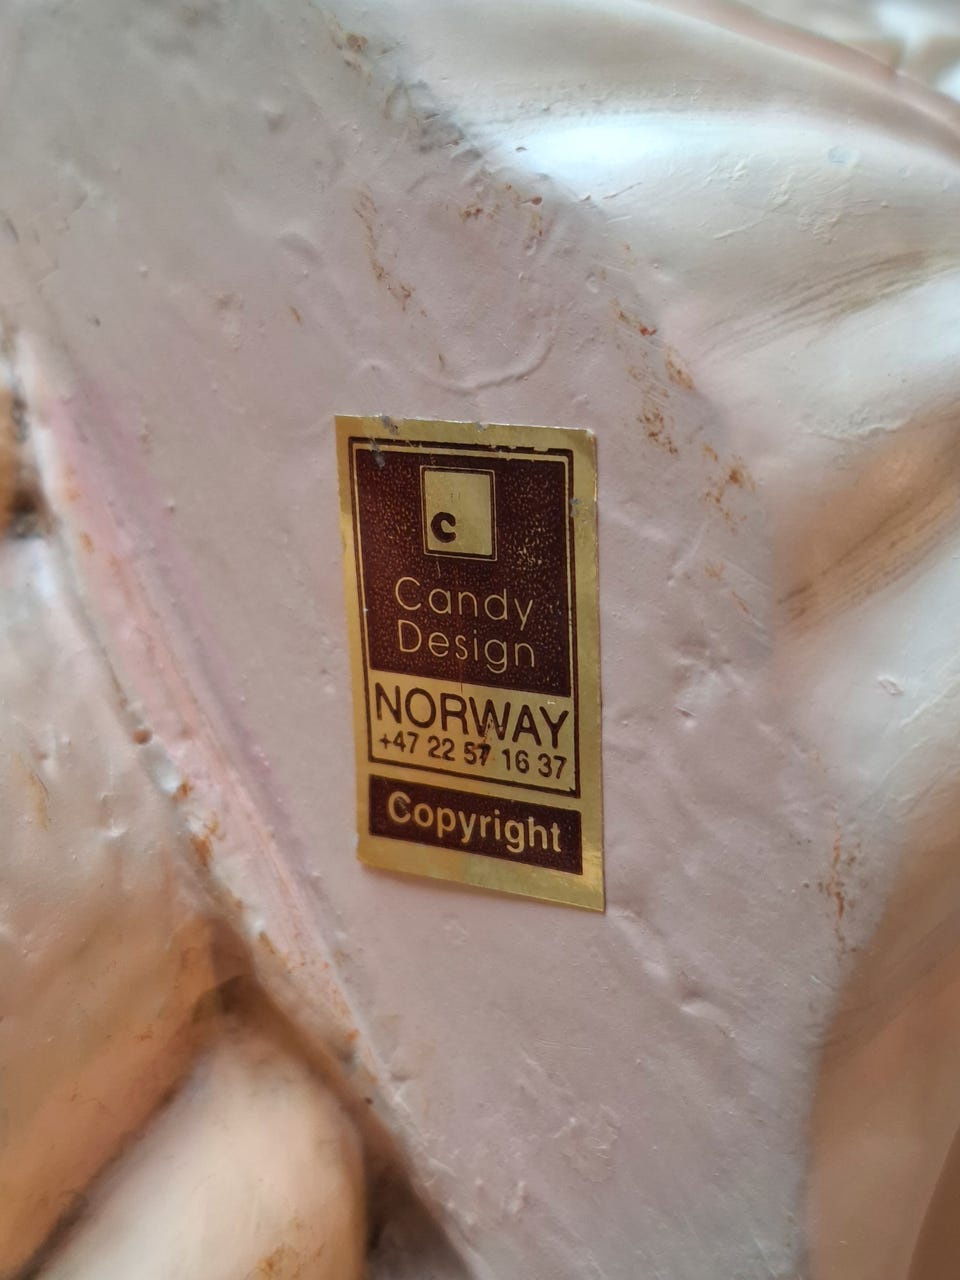 c
Candy
Design
NORWAY
+47 22 57 16 37
Copyright